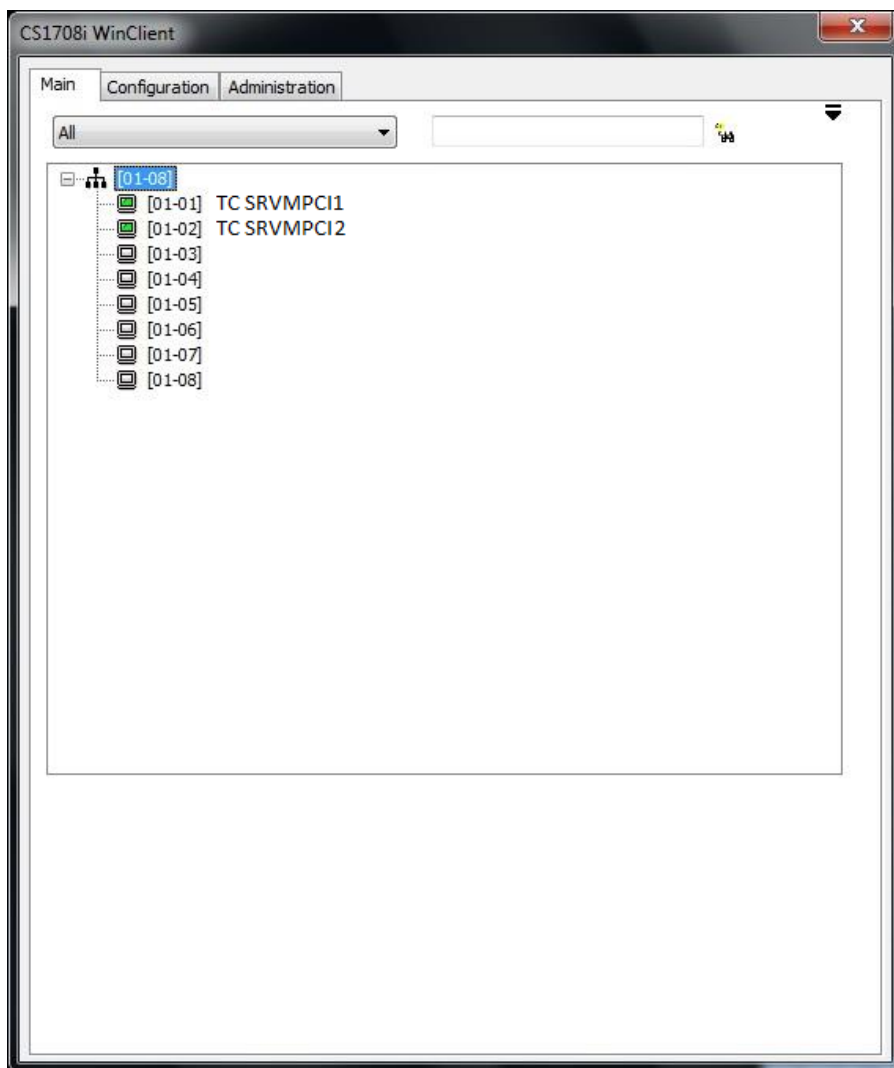 CS1708i WinClient
Main Configuration Administration
All
[01-08]
[01-01] TC SRVMPCI1
[01-02] TC SRVMPCI2
[01-03]
[01-04]
[01-05]
[01-06]
[01-07]
[01-08]